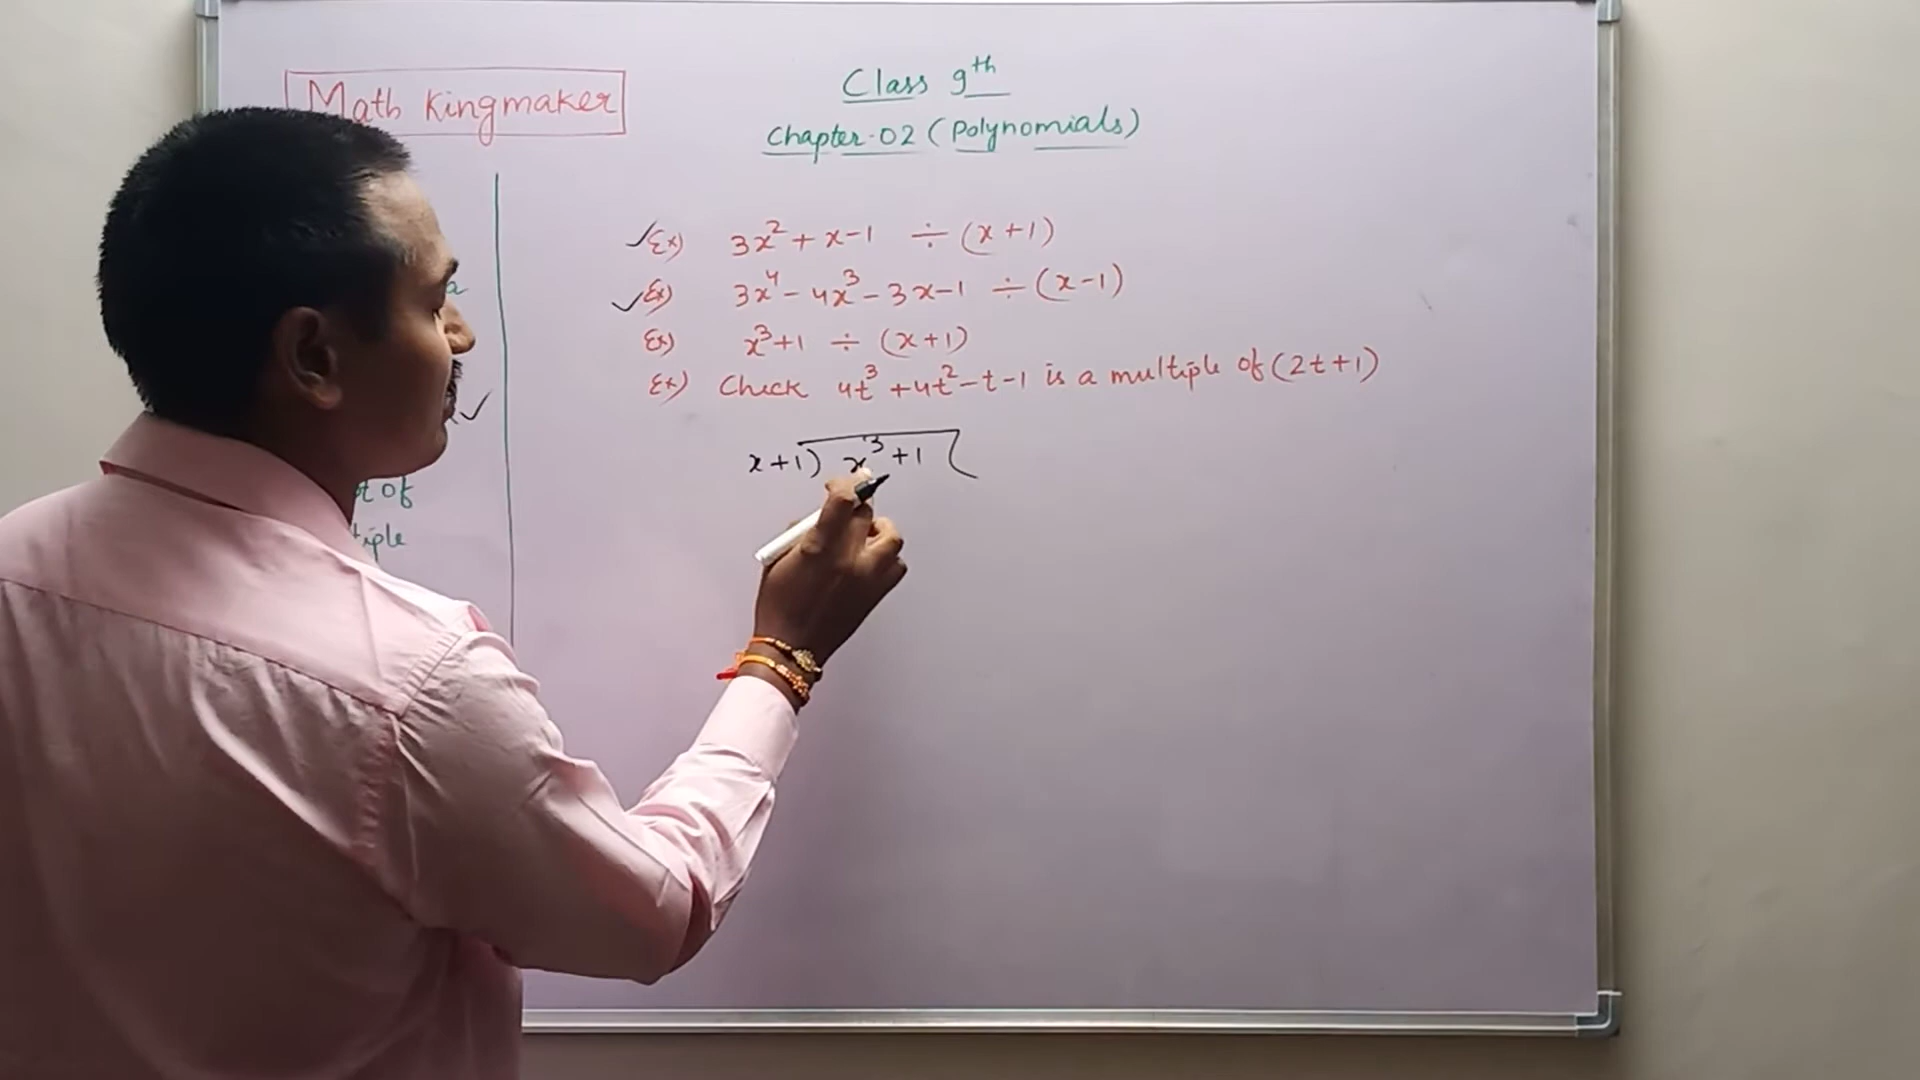 Math Kingmaker
Class 9th
Chapter-02 (Polynomials)
Ex) 3x² + x - 1 ÷ (x + 1)
Ex) 3x⁴ - 4x³ - 3x - 1 ÷ (x - 1)
Ex) x³ + 1 ÷ (x + 1)
Ex) Check 4t³ + 4t² - t - 1 is a multiple of (2t + 1)
x + 1) x³ + 1 (
a
of